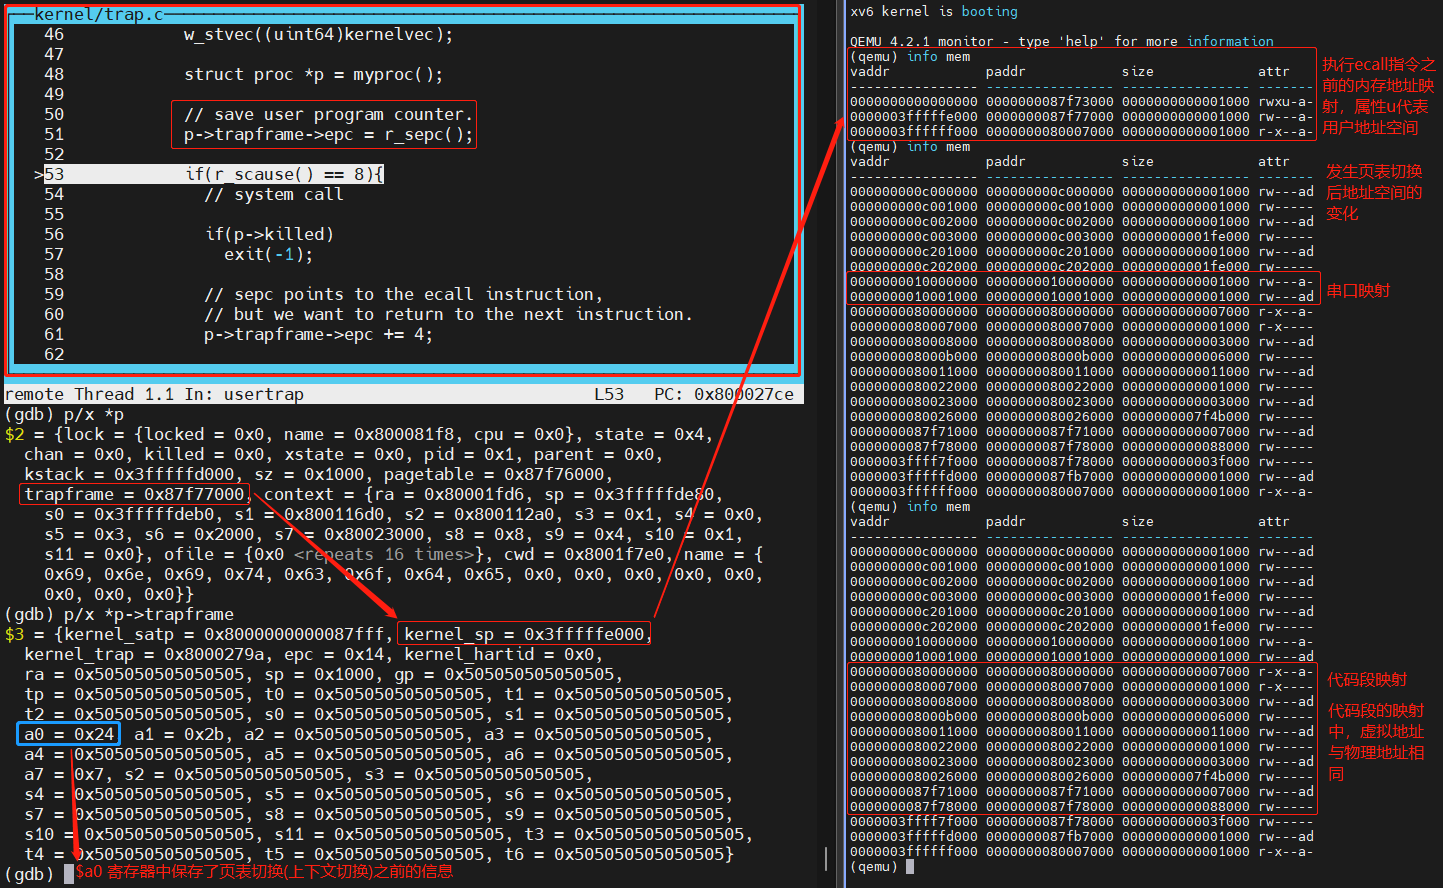 kernel/trap.c
46 w_stvec((uint64)kernelvec);
47
48 struct proc *p = myproc();
49
50 // save user program counter.
51 p->trapframe->epc = r_sepc();
52
>53 if(r_scause() == 8){
54 // system call
55
56 if(p->killed)
57 exit(-1);
58
59 // sepc points to the ecall instruction,
60 // but we want to return to the next instruction.
61 p->trapframe->epc += 4;
62
remote Thread 1.1 In: usertrap L53 PC: 0x800027ce
(gdb) p/x *p
$2 = {lock = {locked = 0x0, name = 0x800081f8, cpu = 0x0}, state = 0x4,
chan = 0x0, killed = 0x0, xstate = 0x0, pid = 0x1, parent = 0x0,
kstack = 0x3fffffd000, sz = 0x1000, pagetable = 0x87f76000,
trapframe = 0x87f77000, context = {ra = 0x80001fd6, sp = 0x3fffffde80,
s0 = 0x3fffffdeb0, s1 = 0x800116d0, s2 = 0x800112a0, s3 = 0x1, s4 = 0x0,
s5 = 0x3, s6 = 0x2000, s7 = 0x80023000, s8 = 0x8, s9 = 0x4, s10 = 0x1,
s11 = 0x0}, ofile = {0x0 <repeats 16 times>}, cwd = 0x8001f7e0, name = {
0x69, 0x6e, 0x69, 0x74, 0x63, 0x6f, 0x64, 0x65, 0x0, 0x0, 0x0, 0x0, 0x0,
0x0, 0x0, 0x0}}
(gdb) p/x *p->trapframe
$3 = {kernel_satp = 0x8000000000087fff, kernel_sp = 0x3fffffe000,
kernel_trap = 0x8000279a, epc = 0x14, kernel_hartid = 0x0,
ra = 0x505050505050505, sp = 0x1000, gp = 0x505050505050505,
tp = 0x505050505050505, t0 = 0x505050505050505, t1 = 0x505050505050505,
t2 = 0x505050505050505, s0 = 0x505050505050505, s1 = 0x505050505050505,
a0 = 0x24 a1 = 0x2b, a2 = 0x505050505050505, a3 = 0x505050505050505,
a4 = 0x505050505050505, a5 = 0x505050505050505, a6 = 0x505050505050505,
a7 = 0x7, s2 = 0x505050505050505, s3 = 0x505050505050505,
s4 = 0x505050505050505, s5 = 0x505050505050505, s6 = 0x505050505050505,
s7 = 0x505050505050505, s8 = 0x505050505050505, s9 = 0x505050505050505,
s10 = 0x505050505050505, s11 = 0x505050505050505, t3 = 0x505050505050505,
t4 = 0x505050505050505, t5 = 0x505050505050505, t6 = 0x505050505050505}
(gdb) $a0 寄存器中保存了页表切换(上下文切换)之前的信息
xv6 kernel is booting
QEMU 4.2.1 monitor - type 'help' for more information
(qemu) info mem
vaddr paddr size attr
---------------- ---------------- ---------------- -------
0000000000000000 0000000087f73000 0000000000001000 rwxu-a-
0000003fffffe000 0000000087f77000 0000000000001000 rw---a-
0000003ffffff000 0000000080007000 0000000000001000 r-x--a-
执行ecall指令之
前的内存地址映
射，属性u代表
用户地址空间
(qemu) info mem
vaddr paddr size attr
---------------- ---------------- ---------------- -------
000000000c000000 000000000c000000 0000000000001000 rw---ad
000000000c001000 000000000c001000 0000000000001000 rw-----
000000000c002000 000000000c002000 0000000000001000 rw---ad
000000000c003000 000000000c003000 00000000001fe000 rw-----
000000000c201000 000000000c201000 0000000000001000 rw---ad
000000000c202000 000000000c202000 00000000001fe000 rw-----
0000000010000000 0000000010000000 0000000000001000 rw---a-
0000000010001000 0000000010001000 0000000000001000 rw---ad
0000000080000000 0000000080000000 0000000000007000 r-x--a-
0000000080007000 0000000080007000 0000000000001000 r-x----
0000000080008000 0000000080008000 0000000000003000 rw---ad
000000008000b000 000000008000b000 0000000000006000 rw-----
0000000080011000 0000000080011000 0000000000011000 rw---ad
0000000080022000 0000000080022000 0000000000001000 rw-----
0000000080023000 0000000080023000 0000000000003000 rw---ad
0000000080026000 0000000080026000 0000000007f4b000 rw-----
0000000087f71000 0000000087f71000 0000000000007000 rw---ad
0000000087f78000 0000000087f78000 0000000000088000 rw-----
0000003ffff7f000 0000000087f78000 000000000003f000 rw-----
0000003fffffd000 0000000087fb7000 0000000000001000 rw---ad
0000003ffffff000 0000000080007000 0000000000001000 r-x--a-
发生页表切换
后地址空间的
变化
串口映射
(qemu) info mem
vaddr paddr size attr
---------------- ---------------- ---------------- -------
000000000c000000 000000000c000000 0000000000001000 rw---ad
000000000c001000 000000000c001000 0000000000001000 rw-----
000000000c002000 000000000c002000 0000000000001000 rw---ad
000000000c003000 000000000c003000 00000000001fe000 rw-----
000000000c201000 000000000c201000 0000000000001000 rw---ad
000000000c202000 000000000c202000 00000000001fe000 rw-----
0000000010000000 0000000010000000 0000000000001000 rw---a-
0000000010001000 0000000010001000 0000000000001000 rw---ad
0000000080000000 0000000080000000 0000000000007000 r-x--a-
0000000080007000 0000000080007000 0000000000001000 r-x----
0000000080008000 0000000080008000 0000000000003000 rw---ad
000000008000b000 000000008000b000 0000000000006000 rw-----
0000000080011000 0000000080011000 0000000000011000 rw---ad
0000000080022000 0000000080022000 0000000000001000 rw-----
0000000080023000 0000000080023000 0000000000003000 rw---ad
0000000080026000 0000000080026000 0000000007f4b000 rw-----
0000000087f71000 0000000087f71000 0000000000007000 rw---ad
0000000087f78000 0000000087f78000 0000000000088000 rw-----
0000003ffff7f000 0000000087f78000 000000000003f000 rw-----
0000003fffffd000 0000000087fb7000 0000000000001000 rw---ad
0000003ffffff000 0000000080007000 0000000000001000 r-x--a-
(qemu)
代码段映射
代码段的映射
中，虚拟地址
与物理地址相
同